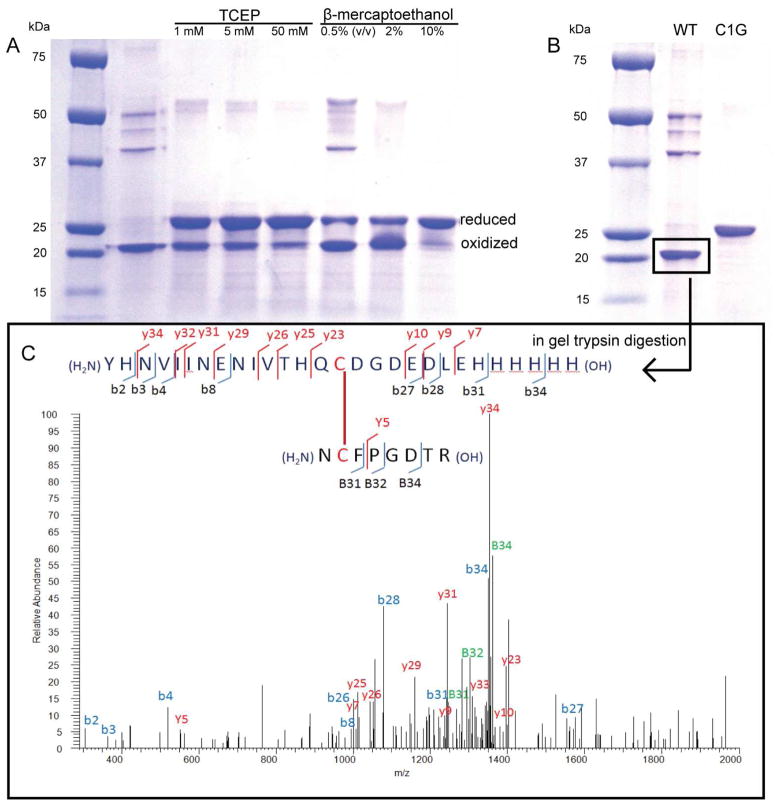 A
kDa
TCEP
1 mM 5 mM 50 mM
β-mercaptoethanol
0.5% (v/v) 2% 10%
75
50
37
25
20
15
reduced
oxidized
B
kDa
WT C1G
75
50
37
25
20
15
in gel trypsin digestion
C
y34 y32 y31 y29 y26 y25 y23 y10 y9 y7
(H₂N) Y H N V I I N E N I V T H Q C D G D E D L E H H H H H H (OH)
b2 b3 b4 b8 b27 b28 b31 b34
Y5
(H₂N) N C F P G D T R (OH)
B31 B32 B34
Relative Abundance
100
95
90
85
80
75
70
65
60
55
50
45
40
35
30
25
20
15
10
5
0
b2
b3
b4
Y5
b26
b8
y25
y7
y26
b28
y29
b31
y9
y31
B31
B32
y33
b34
y34
B34
y10
y23
b27
400 600 800 1000 1200 1400 1600 1800 2000
m/z